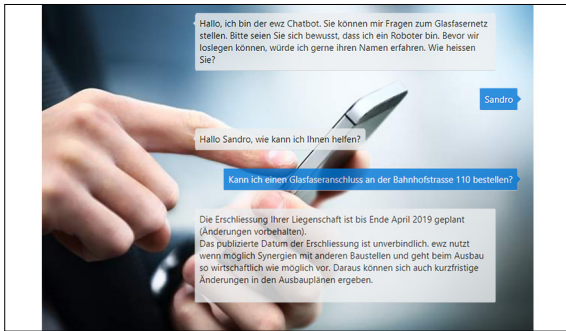 Hallo, ich bin der ewz Chatbot. Sie können mir Fragen zum Glasfasernetz
stellen. Bitte seien Sie sich bewusst, dass ich ein Roboter bin. Bevor wir
loslegen können, würde ich gerne ihren Namen erfahren. Wie heissen
Sie?
Sandro
Hallo Sandro, wie kann ich Ihnen helfen?
Kann ich einen Glasfaseranschluss an der Bahnhofstrasse 110 bestellen?
Die Erschliessung Ihrer Liegenschaft ist bis Ende April 2019 geplant
(Änderungen vorbehalten).
Das publizierte Datum der Erschliessung ist unverbindlich. ewz nutzt
wenn möglich Synergien mit anderen Baustellen und geht beim Ausbau
so wirtschaftlich wie möglich vor. Daraus können sich auch kurzfristige
Änderungen in den Ausbauplänen ergeben.